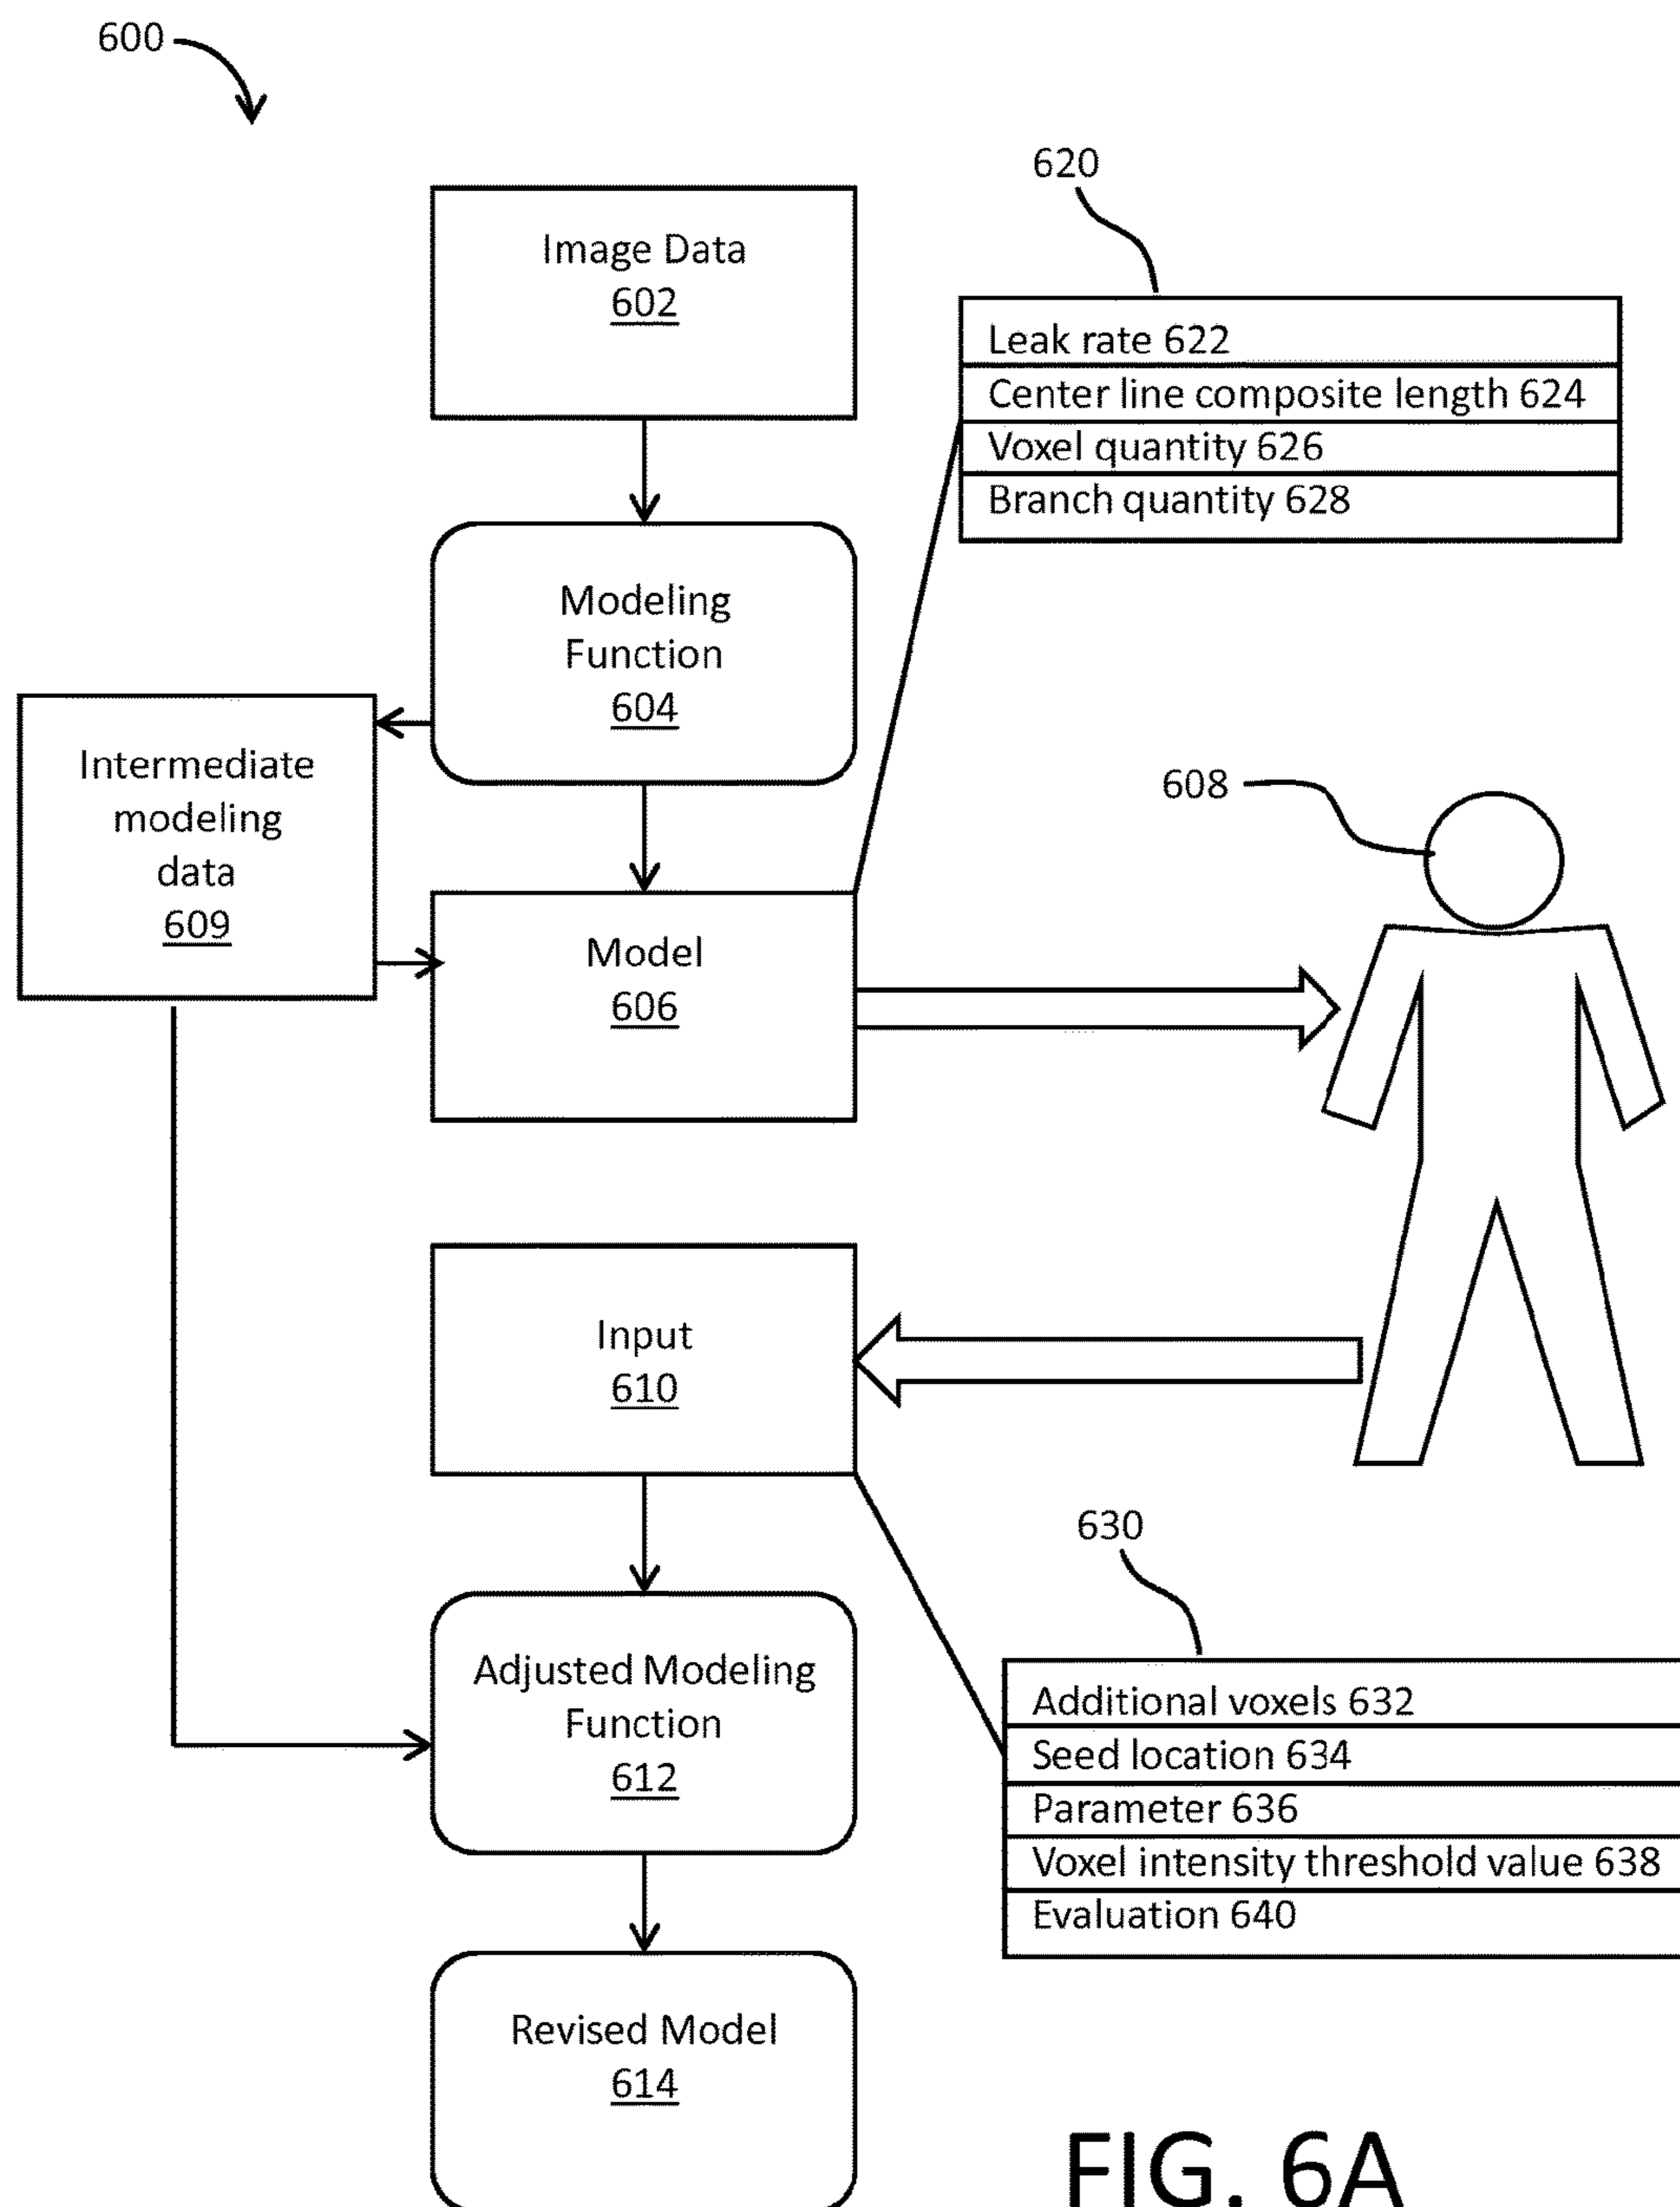 600
620
Image Data
602
Leak rate 622
Center line composite length 624
Voxel quantity 626
Branch quantity 628
Modeling
Function
604
Intermediate
modeling
data
609
608
Model
606
Input
610
630
Adjusted Modeling
Function
612
Additional voxels 632
Seed location 634
Parameter 636
Voxel intensity threshold value 638
Evaluation 640
Revised Model
614
FIG. 6A